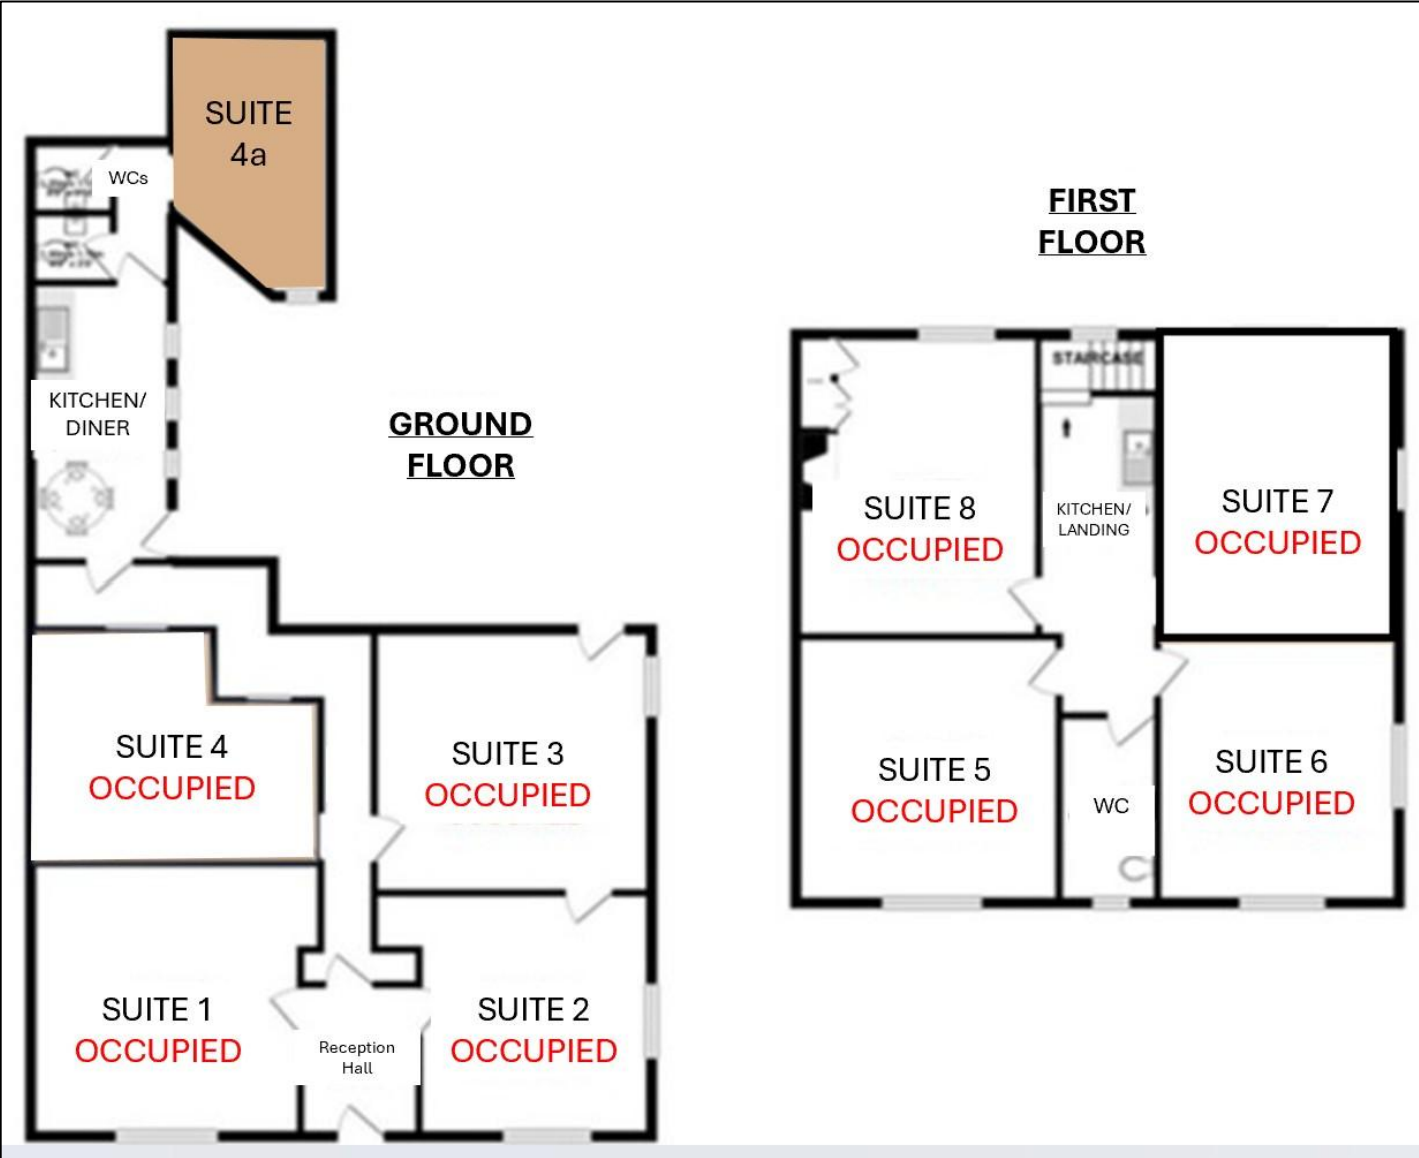 SUITE
4a
WCs
KITCHEN/
DINER
GROUND
FLOOR
SUITE 4
OCCUPIED
SUITE 3
OCCUPIED
SUITE 1
OCCUPIED
SUITE 2
OCCUPIED
Reception
Hall
FIRST
FLOOR
STAIRCASE
SUITE 8
OCCUPIED
KITCHEN/
LANDING
SUITE 7
OCCUPIED
SUITE 5
OCCUPIED
WC
SUITE 6
OCCUPIED